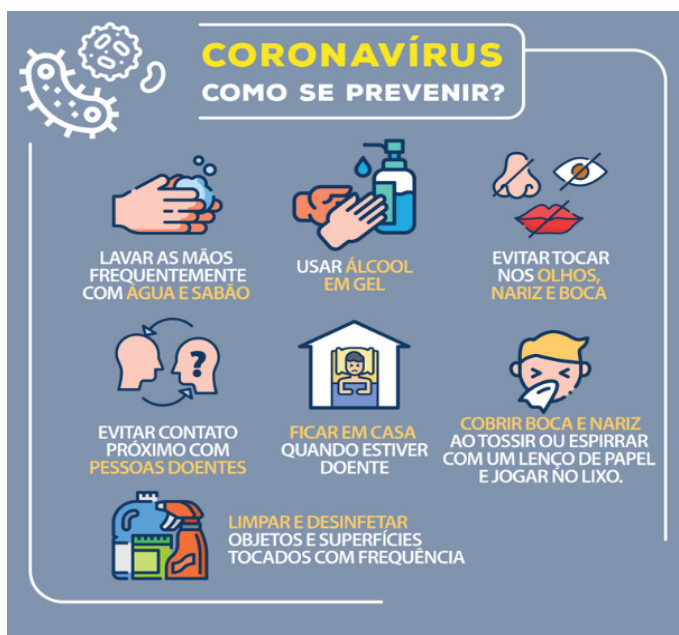 CORONAVÍRUS
COMO SE PREVENIR?
LAVAR AS MÃOS
FREQUENTEMENTE
COM ÁGUA E SABÃO
USAR ÁLCOOL
EM GEL
EVITAR TOCAR
NOS OLHOS,
NARIZ E BOCA
?
EVITAR CONTATO
PRÓXIMO COM
PESSOAS DOENTES
FICAR EM CASA
QUANDO ESTIVER
DOENTE
COBRIR BOCA E NARIZ
AO TOSSIR OU ESPIRRAR
COM UM LENÇO DE PAPEL
E JOGAR NO LIXO.
LIMPAR E DESINFETAR
OBJETOS E SUPERFÍCIES
TOCADOS COM FREQUÊNCIA